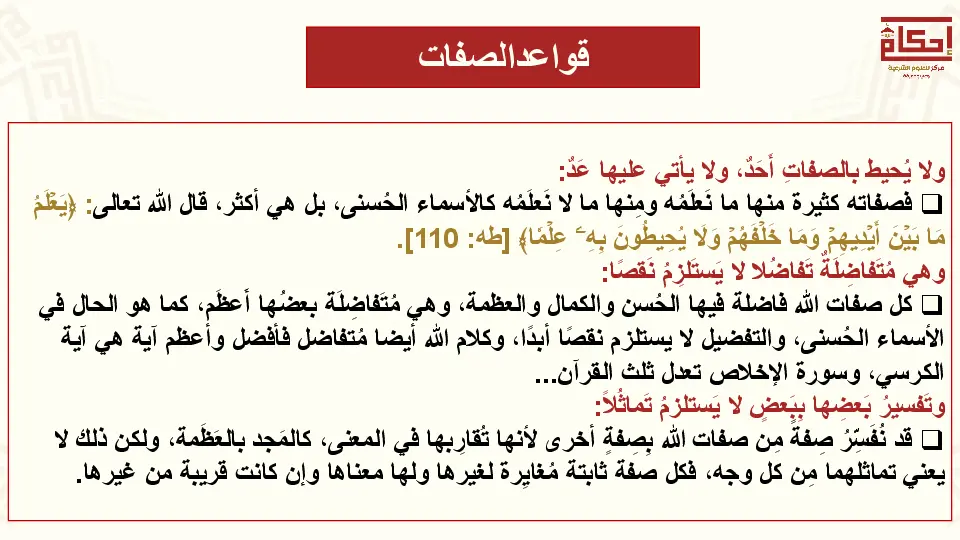 إحكام
مركز للعلوم الشرعية
قواعدالصفات
ولا يُحيط بالصفاتِ أَحَدٌ، ولا يأتي عليها عَدٌ:
❑ فصفاته كثيرة منها ما نَعلَمُه ومِنها ما لا نَعلَمُه كالأسماء الحُسنى، بل هي أكثر، قال الله تعالى: ﴿يَعْلَمُ
مَا بَيْنَ أَيْدِيهِمْ وَمَا خَلْفَهُمْ وَلَا يُحِيطُونَ بِهِۦ عِلْمًا﴾ [طه: 110].
وهي مُتَفاضِلَةٌ تَفاضُلا لا يَستَلزِمُ نَقصًا:
❑ كل صفات الله فاضلة فيها الحُسن والكمال والعظمة، وهي مُتَفاضِلَة بعضُها أعظَم، كما هو الحال في
الأسماء الحُسنى، والتفضيل لا يستلزم نقصًا أبدًا، وكلام الله أيضا مُتفاضل فأفضل وأعظم آية هي آية
الكرسي، وسورة الإخلاص تعدل ثلث القرآن...
وتَفسيرُ بَعضِها بِبَعضٍ لا يَستلزمُ تَماثُلاً:
❑ قد نُفَسِّرُ صِفةً مِن صفات الله بِصِفةٍ أخرى لأنها تُقارِبها في المعنى، كالمَجد بالعَظَمة، ولكن ذلك لا
يعني تماثلهما مِن كل وجه، فكل صفة ثابتة مُغايِرة لغيرها ولها معناها وإن كانت قريبة من غيرها.